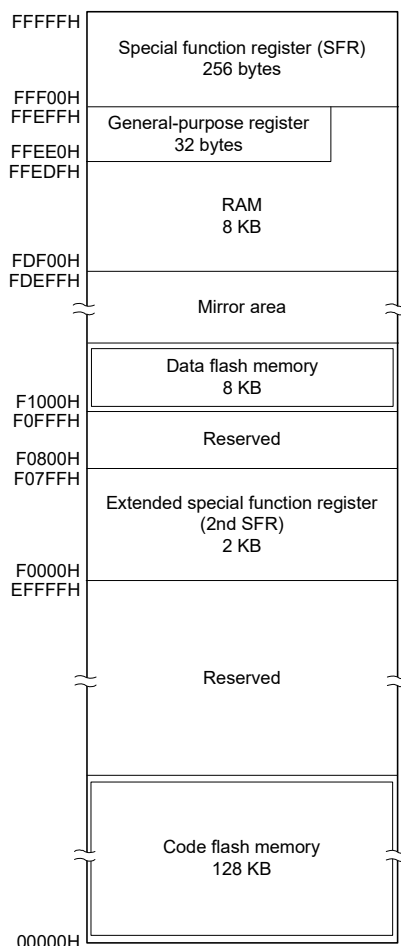 FFFFFH
Special function register (SFR)
256 bytes
FFF00H
FFEFFH
General-purpose register
32 bytes
FFEE0H
FFEDFH
RAM
8 KB
FDF00H
FDEFFH
Mirror area
Data flash memory
8 KB
F1000H
F0FFFH
Reserved
F0800H
F07FFH
Extended special function register
(2nd SFR)
2 KB
F0000H
EFFFFH
Reserved
Code flash memory
128 KB
00000H